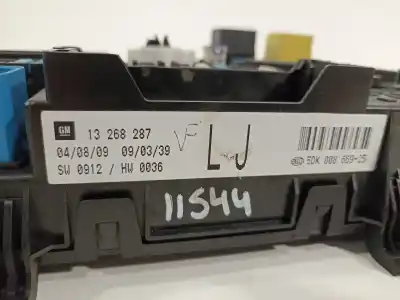 GM 13 268 287
04/08/09 09/03/39
SW 0912 / HW 0036
VF
LJ
5DK 008 669-25
11544